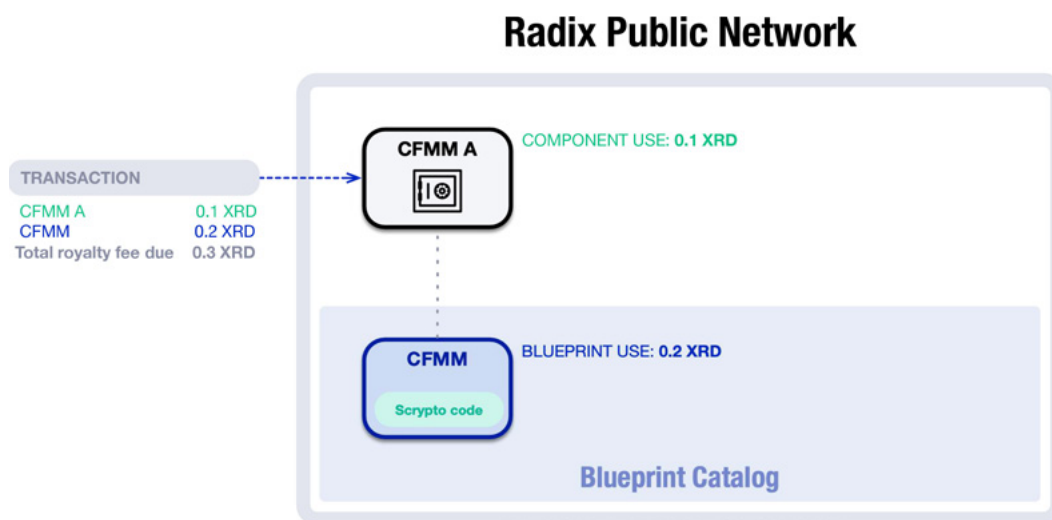 Radix Public Network
CFMM A
COMPONENT USE: 0.1 XRD
TRANSACTION
CFMM A 0.1 XRD
CFMM 0.2 XRD
Total royalty fee due 0.3 XRD
CFMM
BLUEPRINT USE: 0.2 XRD
Scrypto code
Blueprint Catalog